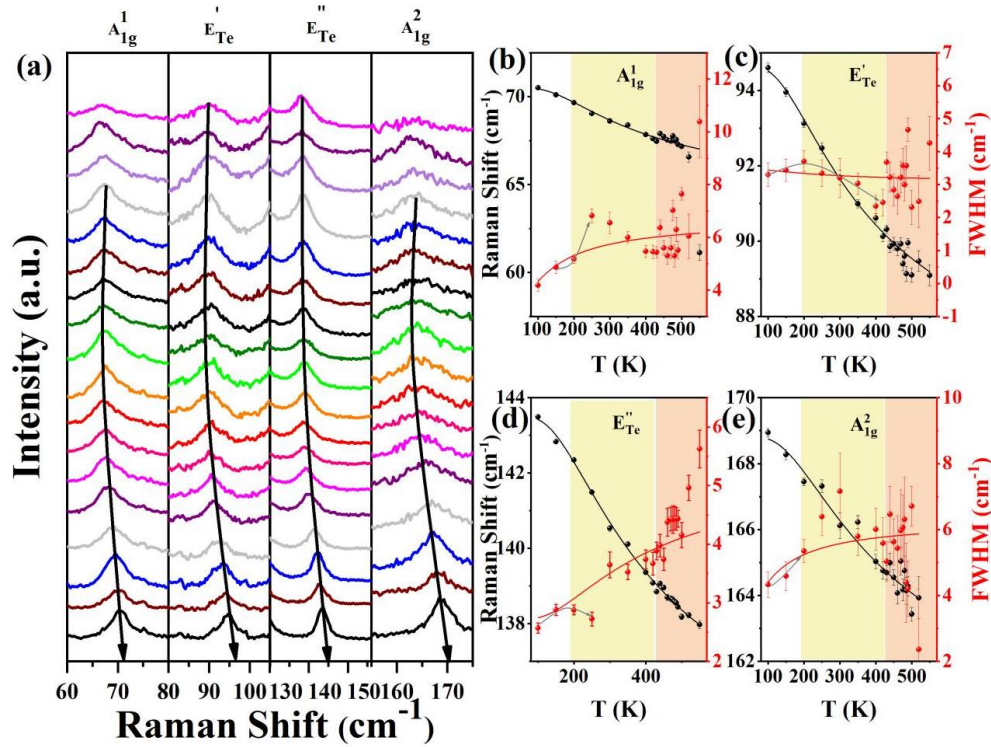 A¹₁g E'Te E''Te A²₁g
(a)
Intensity (a.u.)
60 70 80 90 100 130 140 150 160 170
Raman Shift (cm⁻¹)
(b) A¹₁g
Raman Shift (cm⁻¹)
70
65
60
12
10
8
6
4
100 200 300 400 500
T (K)
(c) E'Te
94
92
90
88
7
6
5
4
3
2
1
0
-1
FWHM (cm⁻¹)
100 200 300 400 500
T (K)
(d) E''Te
Raman Shift (cm⁻¹)
144
142
140
138
6
5
4
3
2
200 400
T (K)
(e) A²₁g
170
168
166
164
162
10
8
6
4
2
FWHM (cm⁻¹)
100 200 300 400 500
T (K)